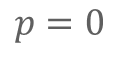 p = 0